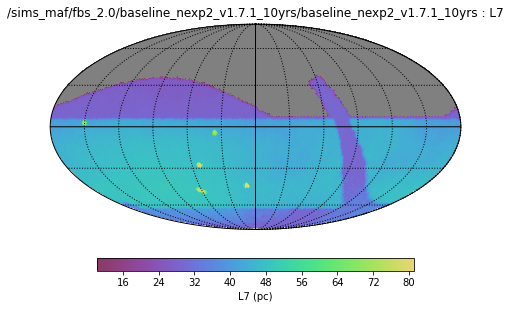 /sims_maf/fbs_2.0/baseline_nexp2_v1.7.1_10yrs/baseline_nexp2_v1.7.1_10yrs : L7
16 24 32 40 48 56 64 72 80
L7 (pc)